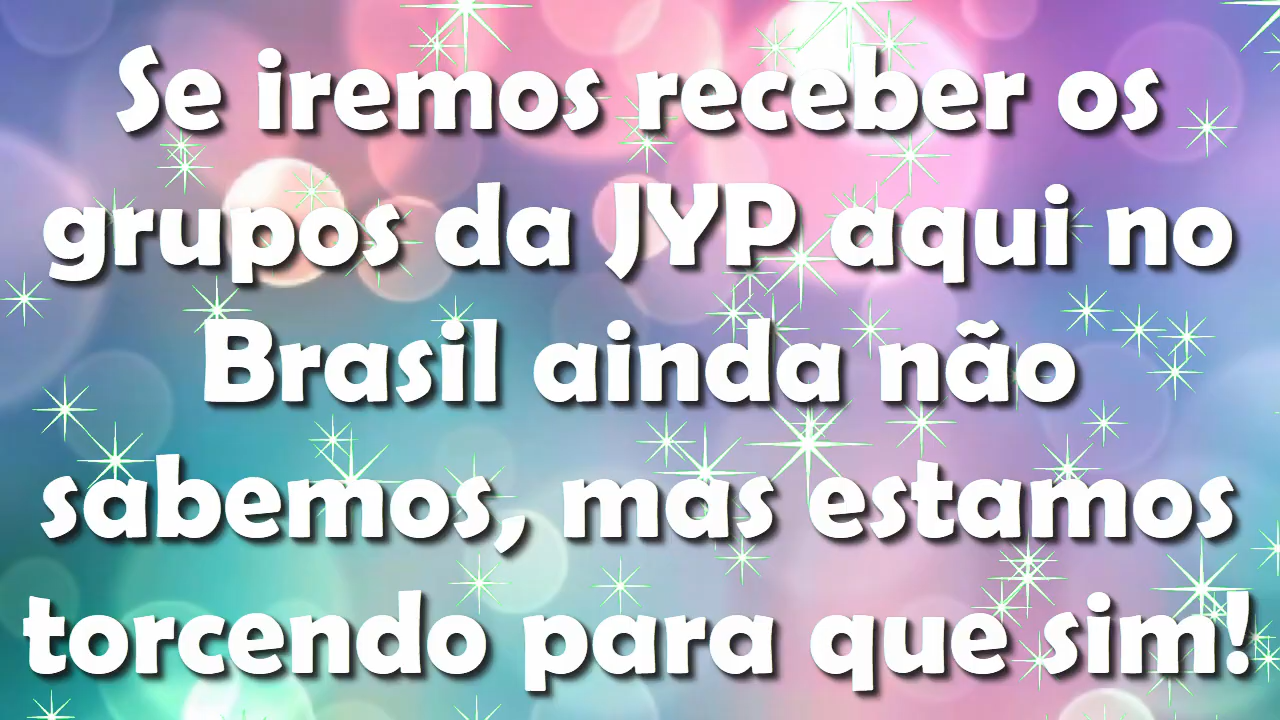 Se iremos receber os
grupos da JYP aqui no
Brasil ainda não
sabemos, mas estamos
torcendo para que sim!